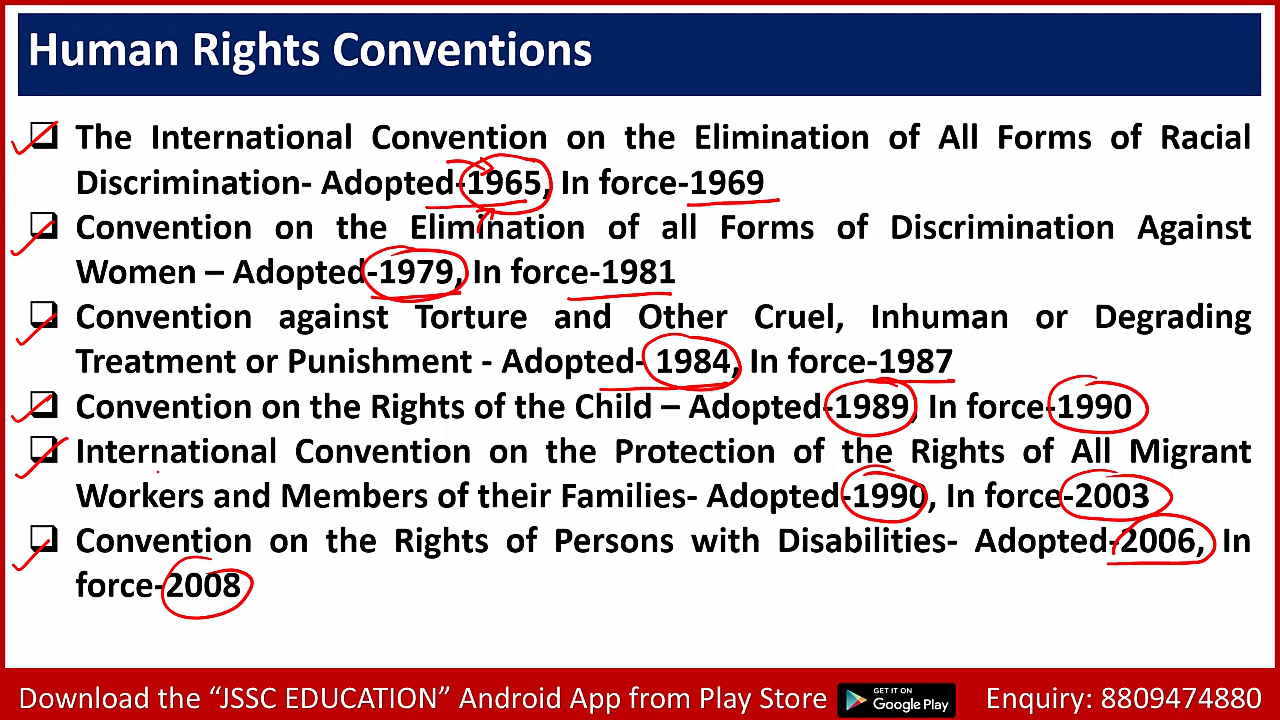 Human Rights Conventions
The International Convention on the Elimination of All Forms of Racial
Discrimination- Adopted-1965, In force-1969
Convention on the Elimination of all Forms of Discrimination Against
Women – Adopted-1979, In force-1981
Convention against Torture and Other Cruel, Inhuman or Degrading
Treatment or Punishment - Adopted- 1984, In force-1987
Convention on the Rights of the Child – Adopted-1989, In force-1990
International Convention on the Protection of the Rights of All Migrant
Workers and Members of their Families- Adopted-1990, In force-2003
Convention on the Rights of Persons with Disabilities- Adopted-2006, In
force-2008
Download the “JSSC EDUCATION” Android App from Play Store GET IT ON Google Play Enquiry: 8809474880